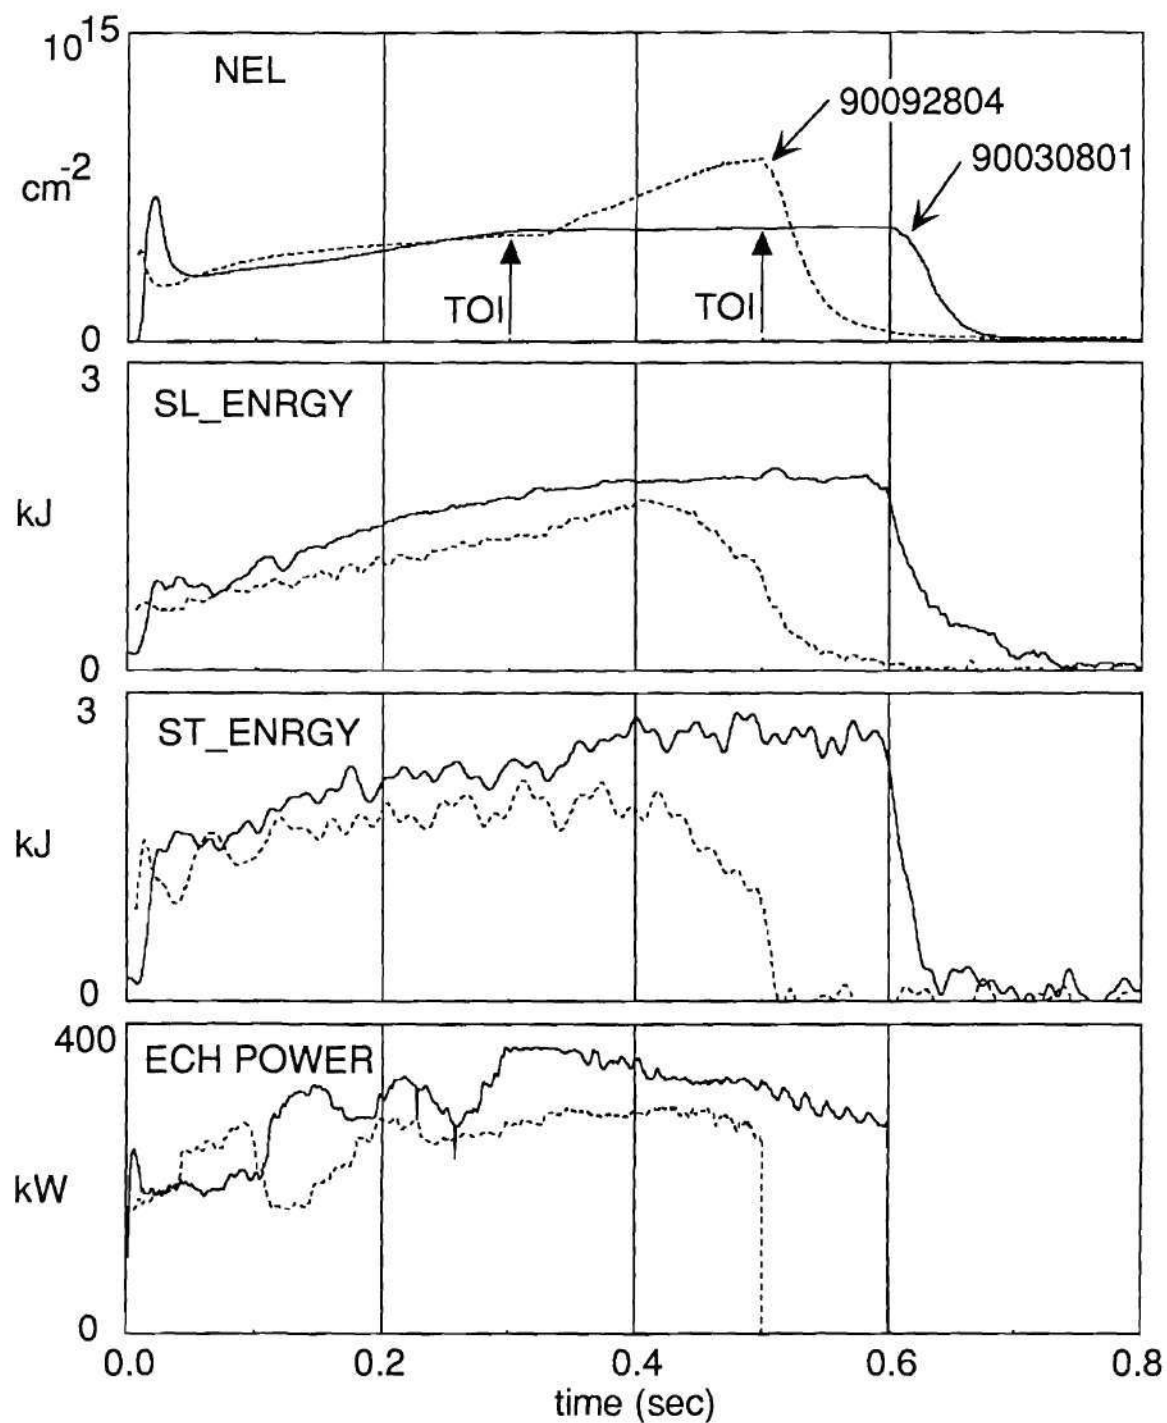 10^15
NEL
90092804
90030801
cm^-2
TOI
TOI
0
3
SL_ENRGY
kJ
0
3
ST_ENRGY
kJ
0
400
ECH POWER
kW
0
0.0 0.2 0.4 0.6 0.8
time (sec)